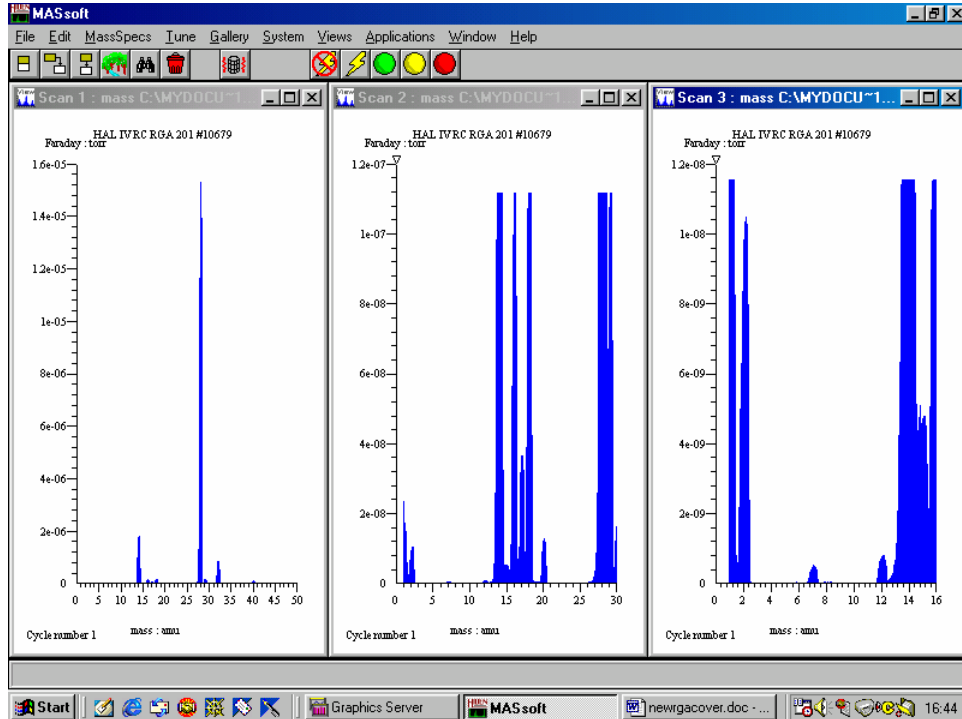 MASsoft
File Edit MassSpecs Tune Gallery System Views Applications Window Help
View Scan 1 : mass C:\MYDOCU~1...
HAL IVRC RGA 201 #10679
Faraday : torr
1.6e-05
1.4e-05
1.2e-05
1e-05
8e-06
6e-06
4e-06
2e-06
0
0 5 10 15 20 25 30 35 40 45 50
Cycle number 1 mass : amu
View Scan 2 : mass C:\MYDOCU~1...
HAL IVRC RGA 201 #10679
Faraday : torr
1.2e-07
1e-07
8e-08
6e-08
4e-08
2e-08
0
0 5 10 15 20 25 30
Cycle number 1 mass : amu
View Scan 3 : mass C:\MYDOCU~1...
HAL IVRC RGA 201 #10679
Faraday : torr
1.2e-08
1e-08
8e-09
6e-09
4e-09
2e-09
0
0 2 4 6 8 10 12 14 16
Cycle number 1 mass : amu
Start Graphics Server MASsoft newrgacover.doc - ... 16:44